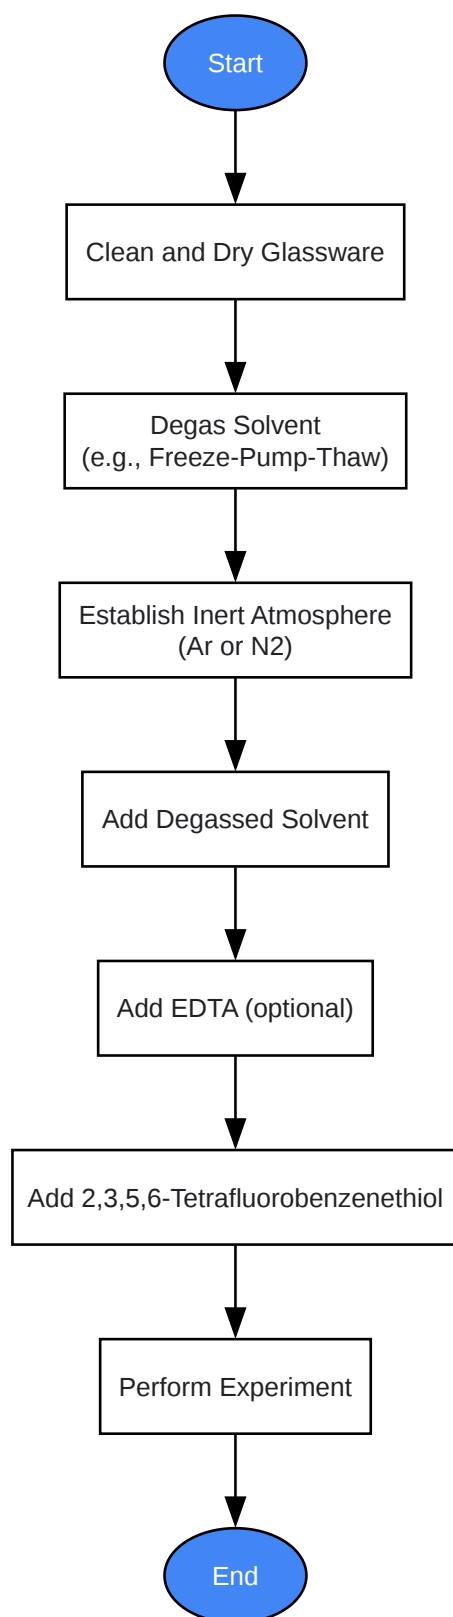 Start
Clean and Dry Glassware
Degas Solvent
(e.g., Freeze-Pump-Thaw)
Establish Inert Atmosphere
(Ar or N2)
Add Degassed Solvent
Add EDTA (optional)
Add 2,3,5,6-Tetrafluorobenzenethiol
Perform Experiment
End